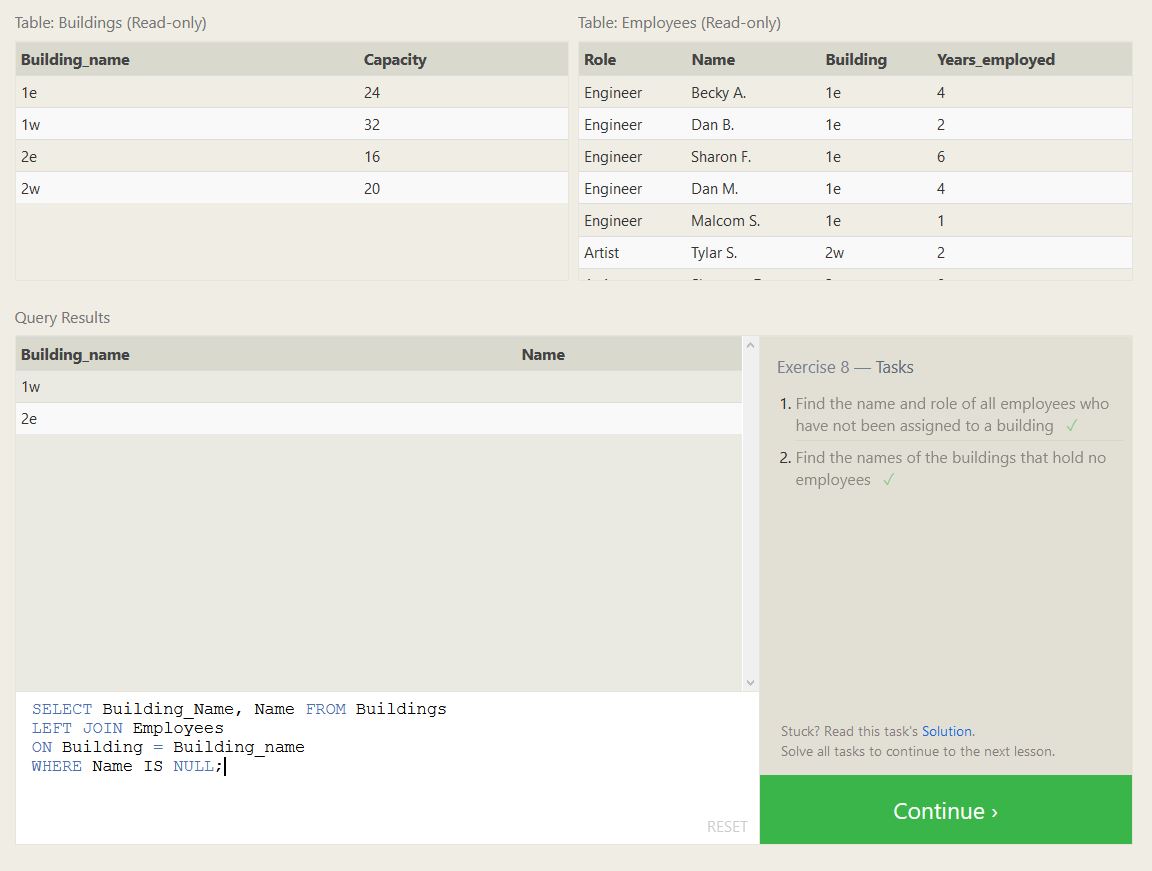 Table: Buildings (Read-only)
Building_name Capacity
1e 24
1w 32
2e 16
2w 20
Table: Employees (Read-only)
Role Name Building Years_employed
Engineer Becky A. 1e 4
Engineer Dan B. 1e 2
Engineer Sharon F. 1e 6
Engineer Dan M. 1e 4
Engineer Malcom S. 1e 1
Artist Tylar S. 2w 2
Query Results
Building_name Name
1w
2e
Exercise 8 — Tasks
1. Find the name and role of all employees who
have not been assigned to a building ✓
2. Find the names of the buildings that hold no
employees ✓
SELECT Building_Name, Name FROM Buildings
LEFT JOIN Employees
ON Building = Building_name
WHERE Name IS NULL;
RESET
Stuck? Read this task's Solution.
Solve all tasks to continue to the next lesson.
Continue ›